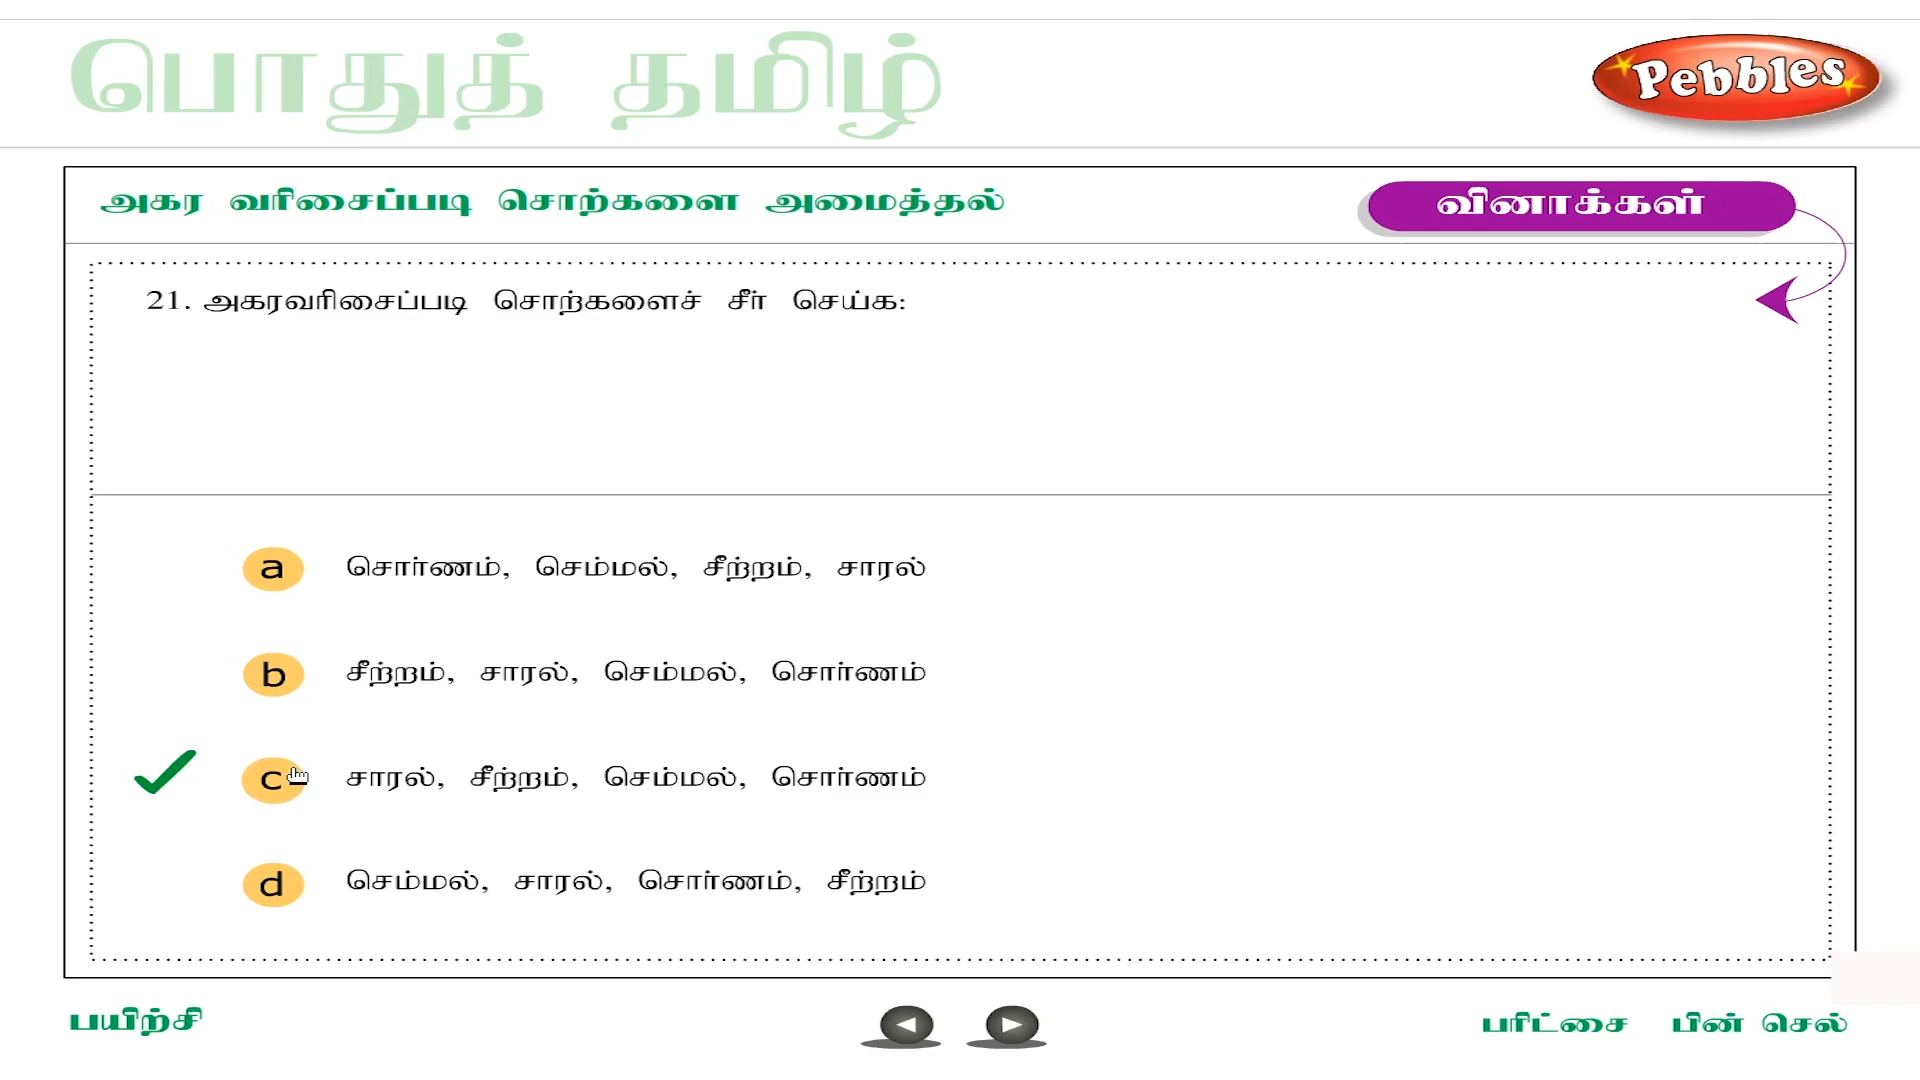 பொதுத் தமிழ்
Pebbles
அகர வரிசைப்படி சொற்களை அமைத்தல்
வினாக்கள்
21. அகரவரிசைப்படி சொற்களைச் சீர் செய்க:
a சொர்ணம், செம்மல், சீற்றம், சாரல்
b சீற்றம், சாரல், செம்மல், சொர்ணம்
c சாரல், சீற்றம், செம்மல், சொர்ணம்
d செம்மல், சாரல், சொர்ணம், சீற்றம்
பயிற்சி
பரிட்சை பின் செல்